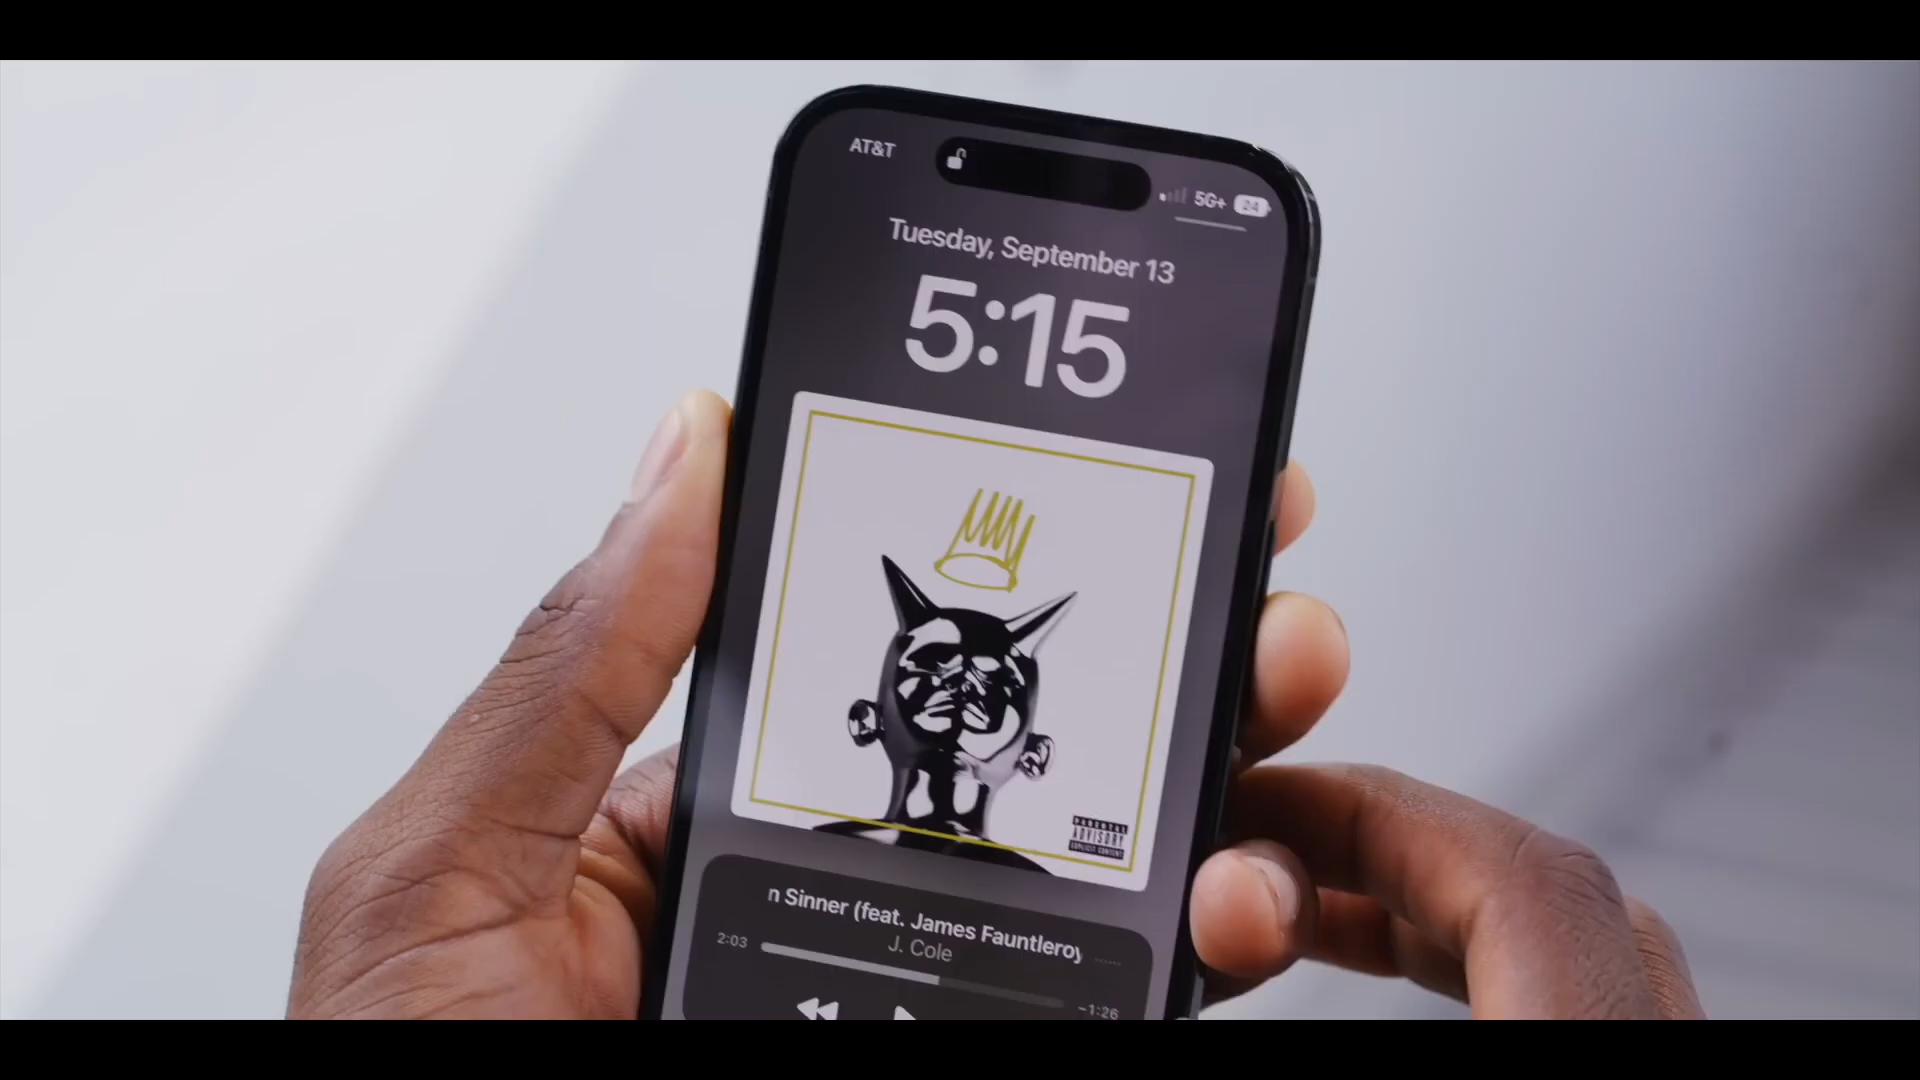 AT&T
5G+ 24
Tuesday, September 13
5:15
PARENTAL
ADVISORY
EXPLICIT CONTENT
n Sinner (feat. James Fauntleroy
J. Cole
2:03
-1:26